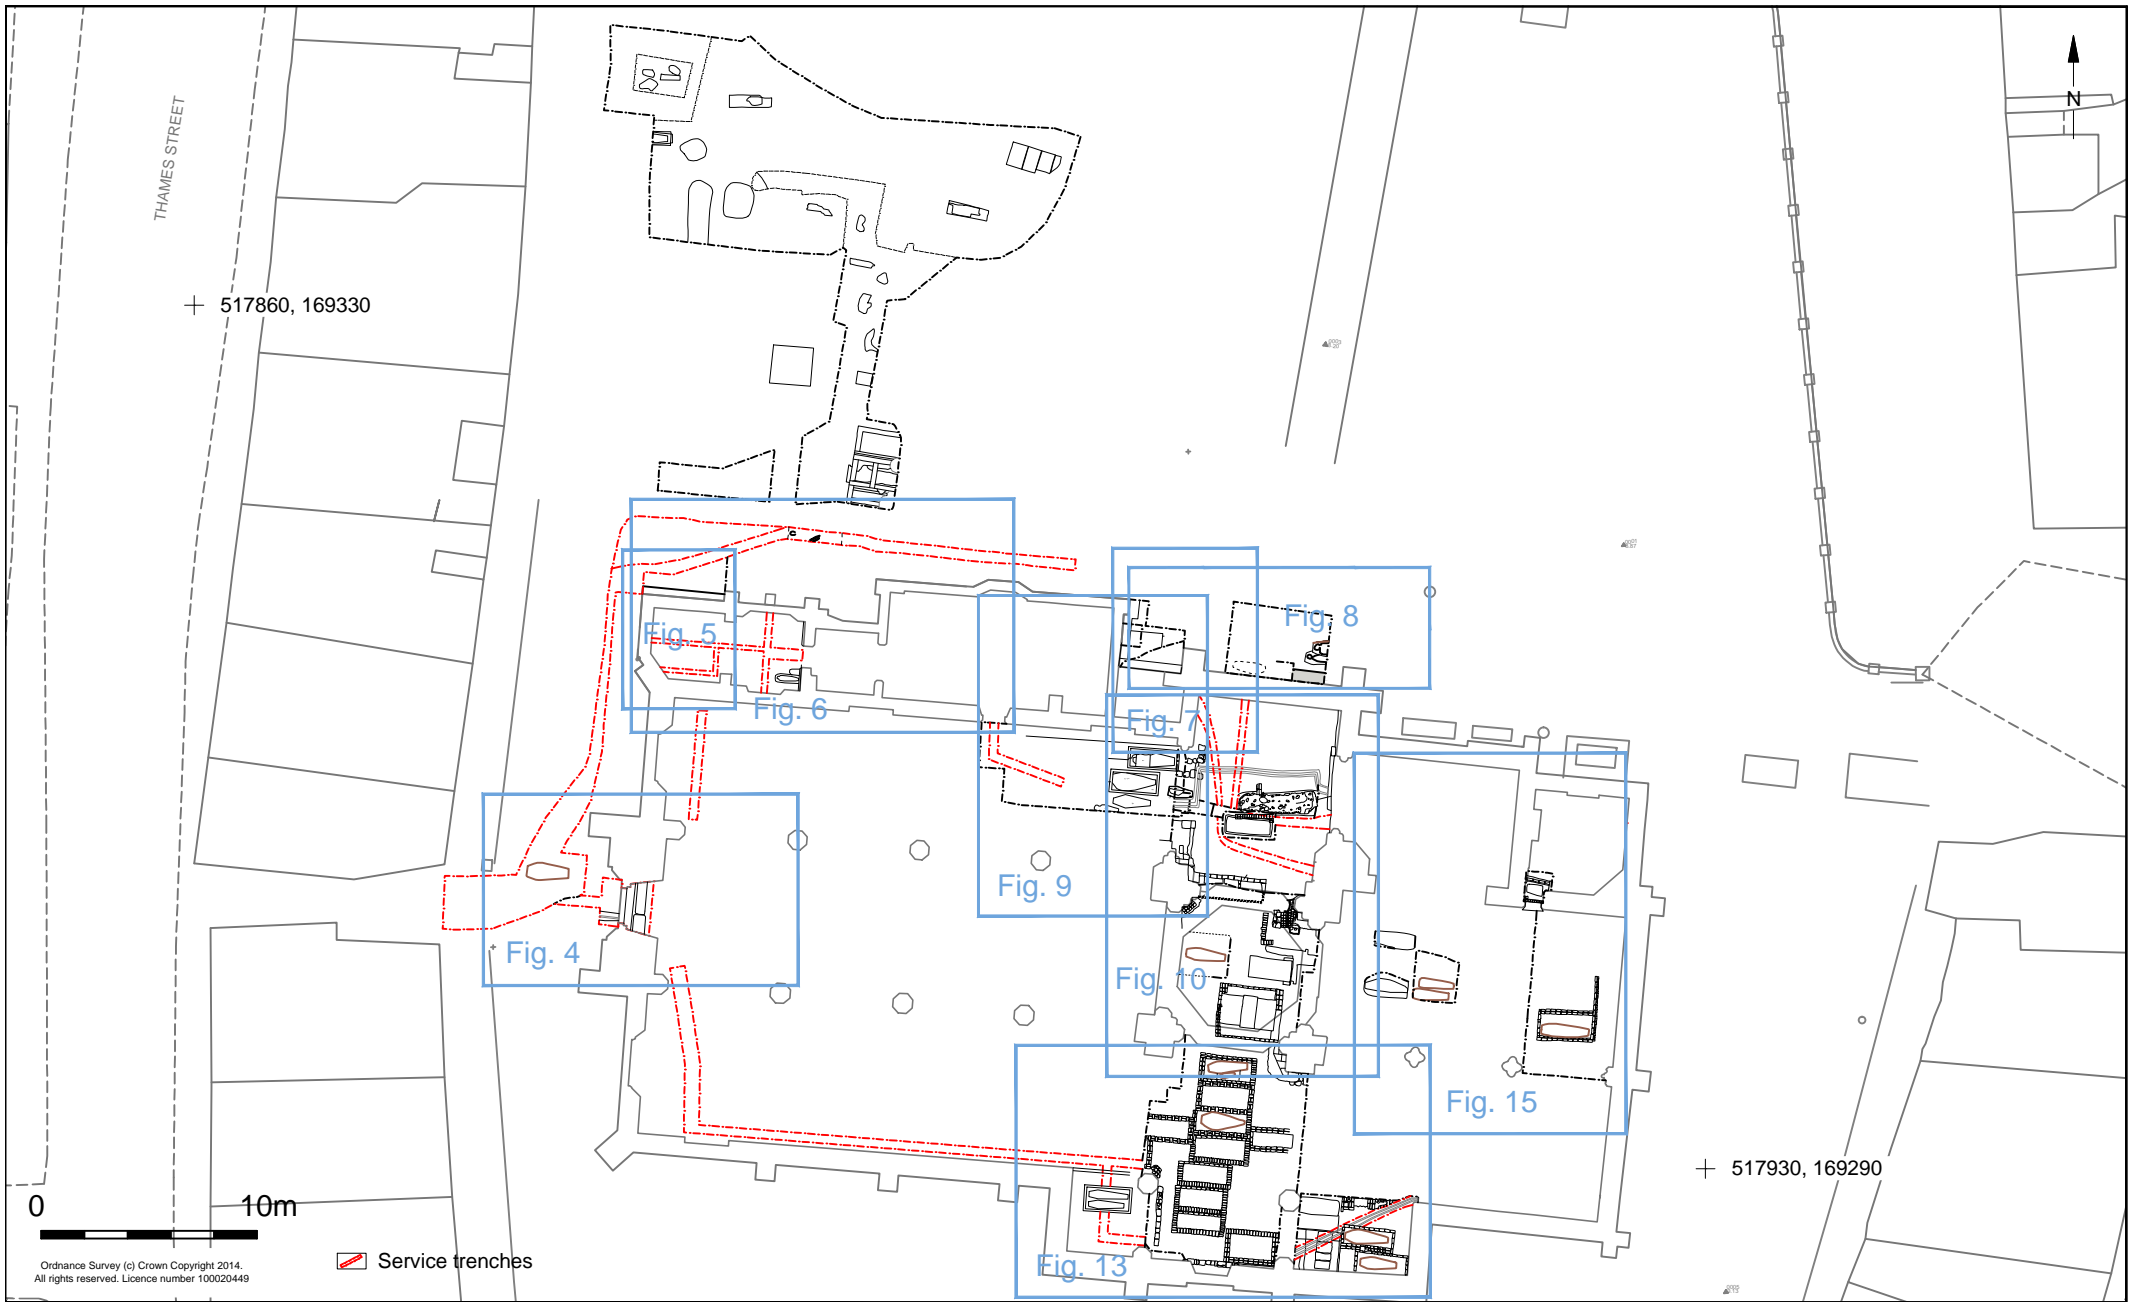 N
THAMES STREET
517860, 169330
Fig. 8
Fig. 5
Fig. 6
Fig. 7
Fig. 9
Fig. 4
Fig. 10
Fig. 15
517930, 169290
0 10m
Fig. 13
Service trenches
Ordnance Survey (c) Crown Copyright 2014.
All rights reserved. Licence number 100020449